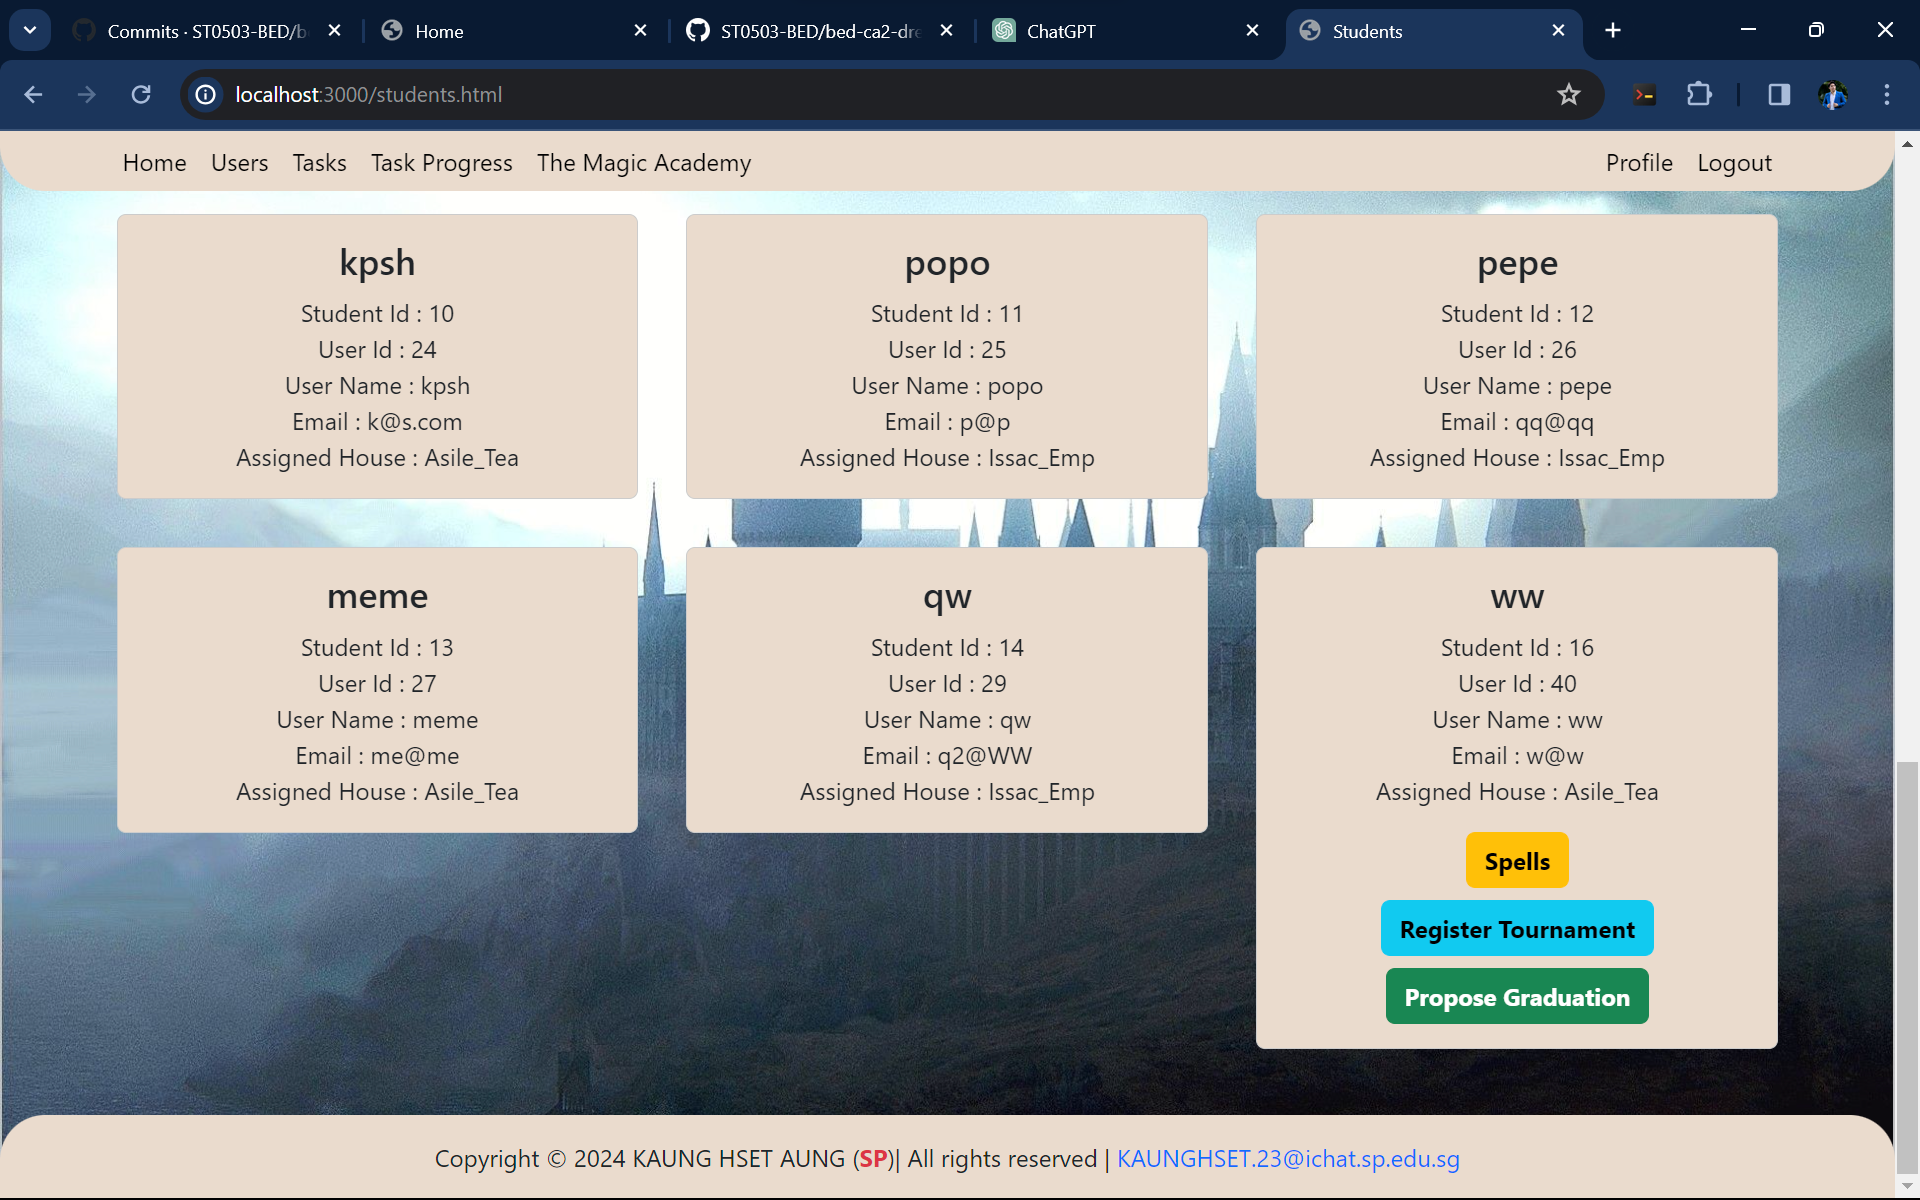 Commits · ST0503-BED/b
Home
ST0503-BED/bed-ca2-dre
ChatGPT
Students
localhost:3000/students.html
Home Users Tasks Task Progress The Magic Academy Profile Logout
kpsh
Student Id : 10
User Id : 24
User Name : kpsh
Email : k@s.com
Assigned House : Asile_Tea
popo
Student Id : 11
User Id : 25
User Name : popo
Email : p@p
Assigned House : Issac_Emp
pepe
Student Id : 12
User Id : 26
User Name : pepe
Email : qq@qq
Assigned House : Issac_Emp
meme
Student Id : 13
User Id : 27
User Name : meme
Email : me@me
Assigned House : Asile_Tea
qw
Student Id : 14
User Id : 29
User Name : qw
Email : q2@WW
Assigned House : Issac_Emp
ww
Student Id : 16
User Id : 40
User Name : ww
Email : w@w
Assigned House : Asile_Tea
Spells
Register Tournament
Propose Graduation
Copyright © 2024 KAUNG HSET AUNG (SP)| All rights reserved | KAUNGHSET.23@ichat.sp.edu.sg